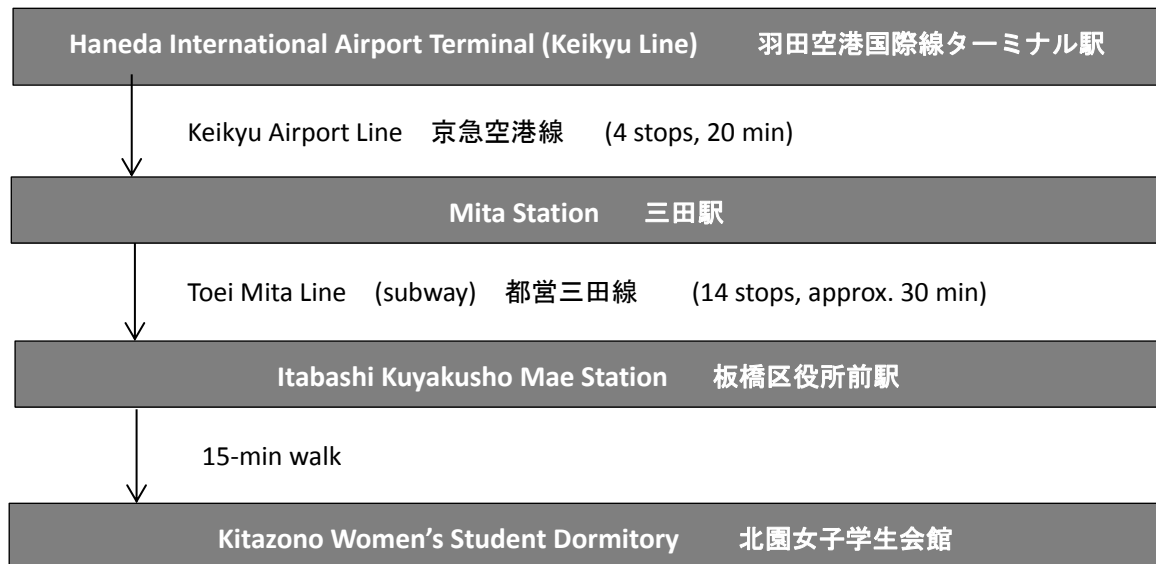 Haneda International Airport Terminal (Keikyu Line) 羽田空港国際線ターミナル駅
Keikyu Airport Line 京急空港線 (4 stops, 20 min)
Mita Station 三田駅
Toei Mita Line (subway) 都営三田線 (14 stops, approx. 30 min)
Itabashi Kuyakusho Mae Station 板橋区役所前駅
15-min walk
Kitazono Women’s Student Dormitory 北園女子学生会館